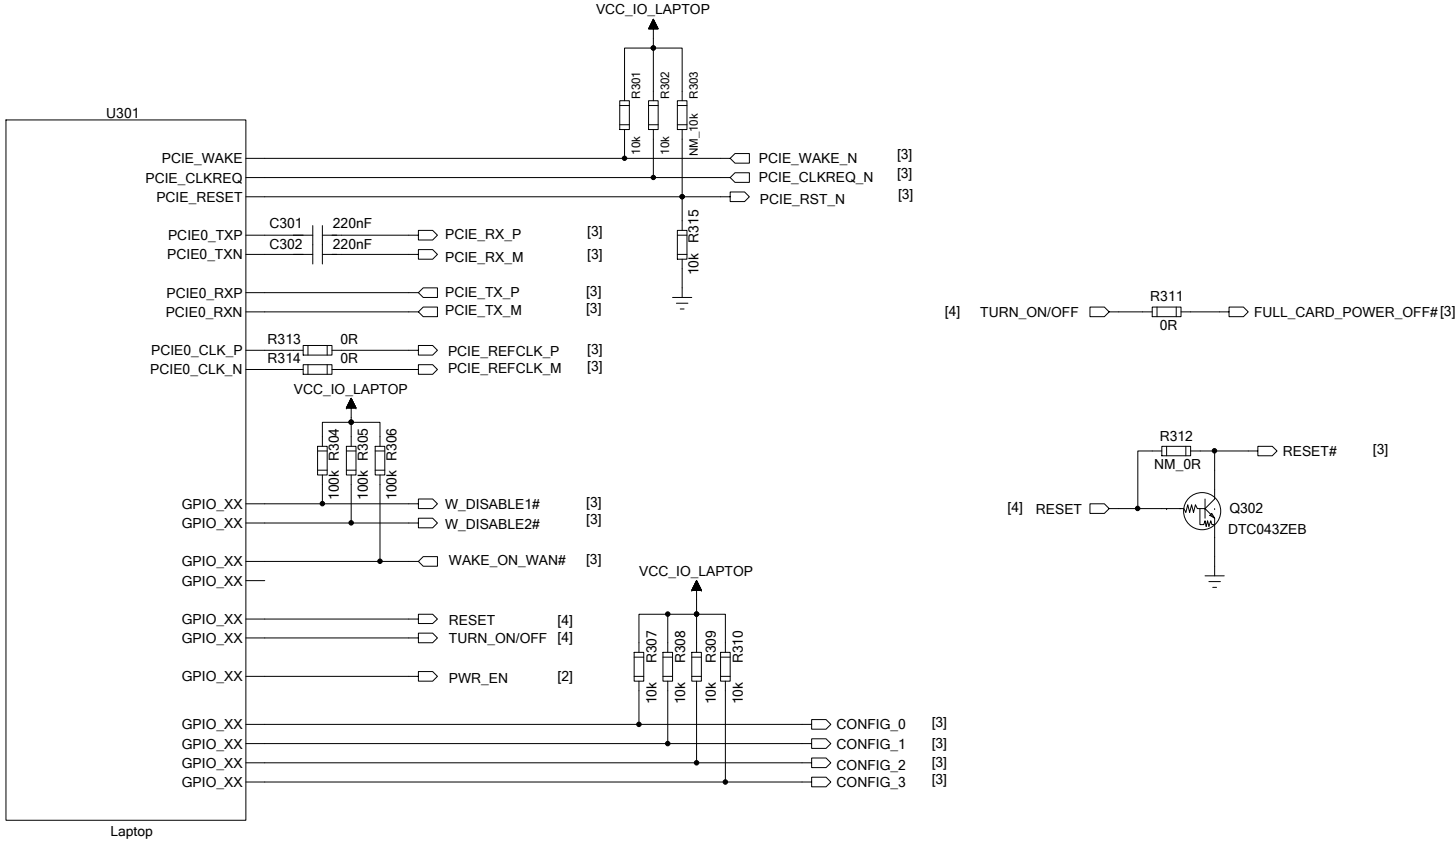 VCC_IO_LAPTOP
R301
R302
R303
10k
10k
NM_10k
U301
PCIE_WAKE
PCIE_WAKE_N [3]
PCIE_CLKREQ
PCIE_CLKREQ_N [3]
PCIE_RESET
PCIE_RST_N [3]
R315
10k
PCIE0_TXP
C301 220nF
PCIE_RX_P [3]
PCIE0_TXN
C302 220nF
PCIE_RX_M [3]
PCIE0_RXP
PCIE_TX_P [3]
PCIE0_RXN
PCIE_TX_M [3]
PCIE0_CLK_P
R313 0R
PCIE_REFCLK_P [3]
PCIE0_CLK_N
R314 0R
PCIE_REFCLK_M [3]
[4] TURN_ON/OFF
R311
0R
FULL_CARD_POWER_OFF# [3]
VCC_IO_LAPTOP
R304
R305
R306
100k
100k
100k
GPIO_XX
W_DISABLE1# [3]
GPIO_XX
W_DISABLE2# [3]
GPIO_XX
WAKE_ON_WAN# [3]
GPIO_XX
R312
NM_0R
RESET# [3]
[4] RESET
Q302
DTC043ZEB
GPIO_XX
RESET [4]
GPIO_XX
TURN_ON/OFF [4]
GPIO_XX
PWR_EN [2]
VCC_IO_LAPTOP
R307
R308
R309
R310
10k
10k
10k
10k
GPIO_XX
CONFIG_0 [3]
GPIO_XX
CONFIG_1 [3]
GPIO_XX
CONFIG_2 [3]
GPIO_XX
CONFIG_3 [3]
Laptop